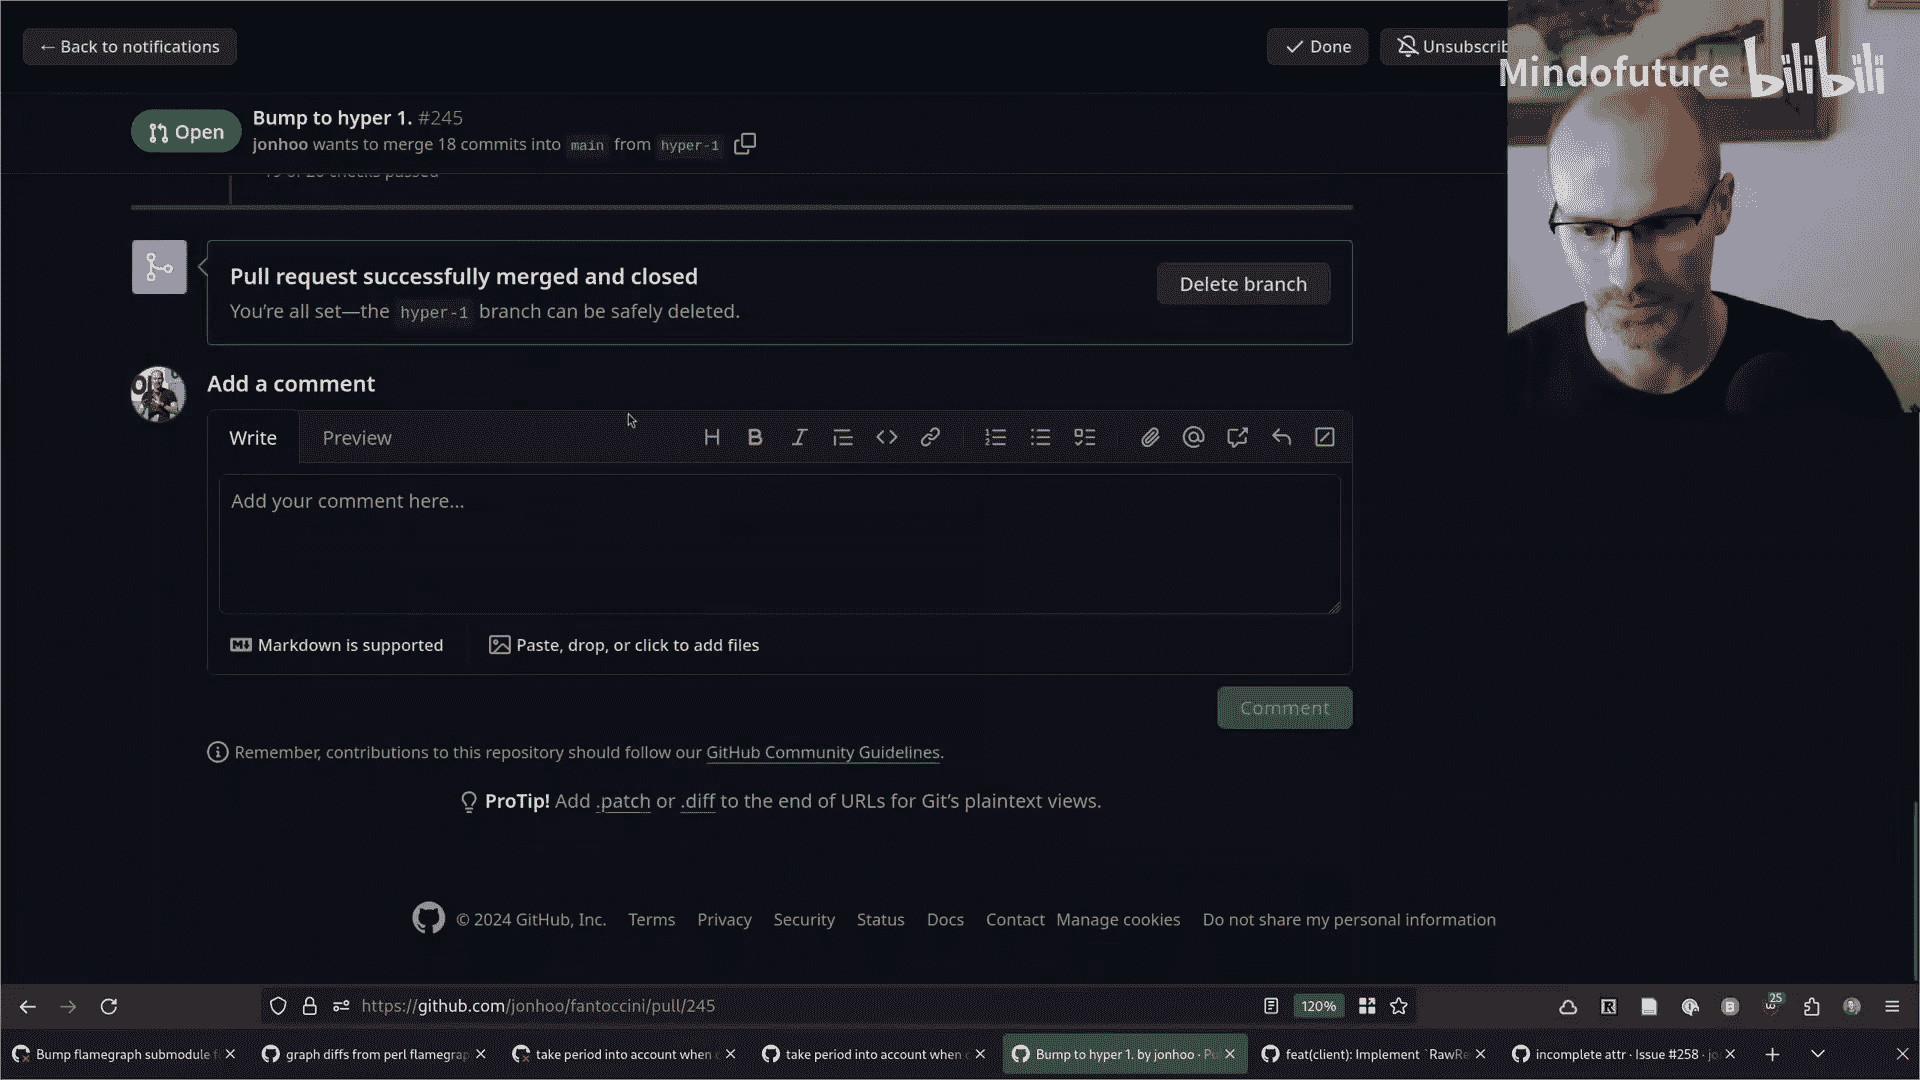 ← Back to notifications
Done
Unsubscrib
Mindofuture bilibili
Open
Bump to hyper 1. #245
jonhoo wants to merge 18 commits into main from hyper-1
Pull request successfully merged and closed
You're all set—the hyper-1 branch can be safely deleted.
Delete branch
Add a comment
Write
Preview
Add your comment here...
Markdown is supported
Paste, drop, or click to add files
Comment
Remember, contributions to this repository should follow our GitHub Community Guidelines.
ProTip! Add .patch or .diff to the end of URLs for Git's plaintext views.
© 2024 GitHub, Inc. Terms Privacy Security Status Docs Contact Manage cookies Do not share my personal information
https://github.com/jonhoo/fantoccini/pull/245
120%
25
Bump flamegraph submodule
graph diffs from perl flamegrap
take period into account when
take period into account when
Bump to hyper 1. by jonhoo · Pu
feat(client): Implement `RawRe
incomplete attr · Issue #258 · jo